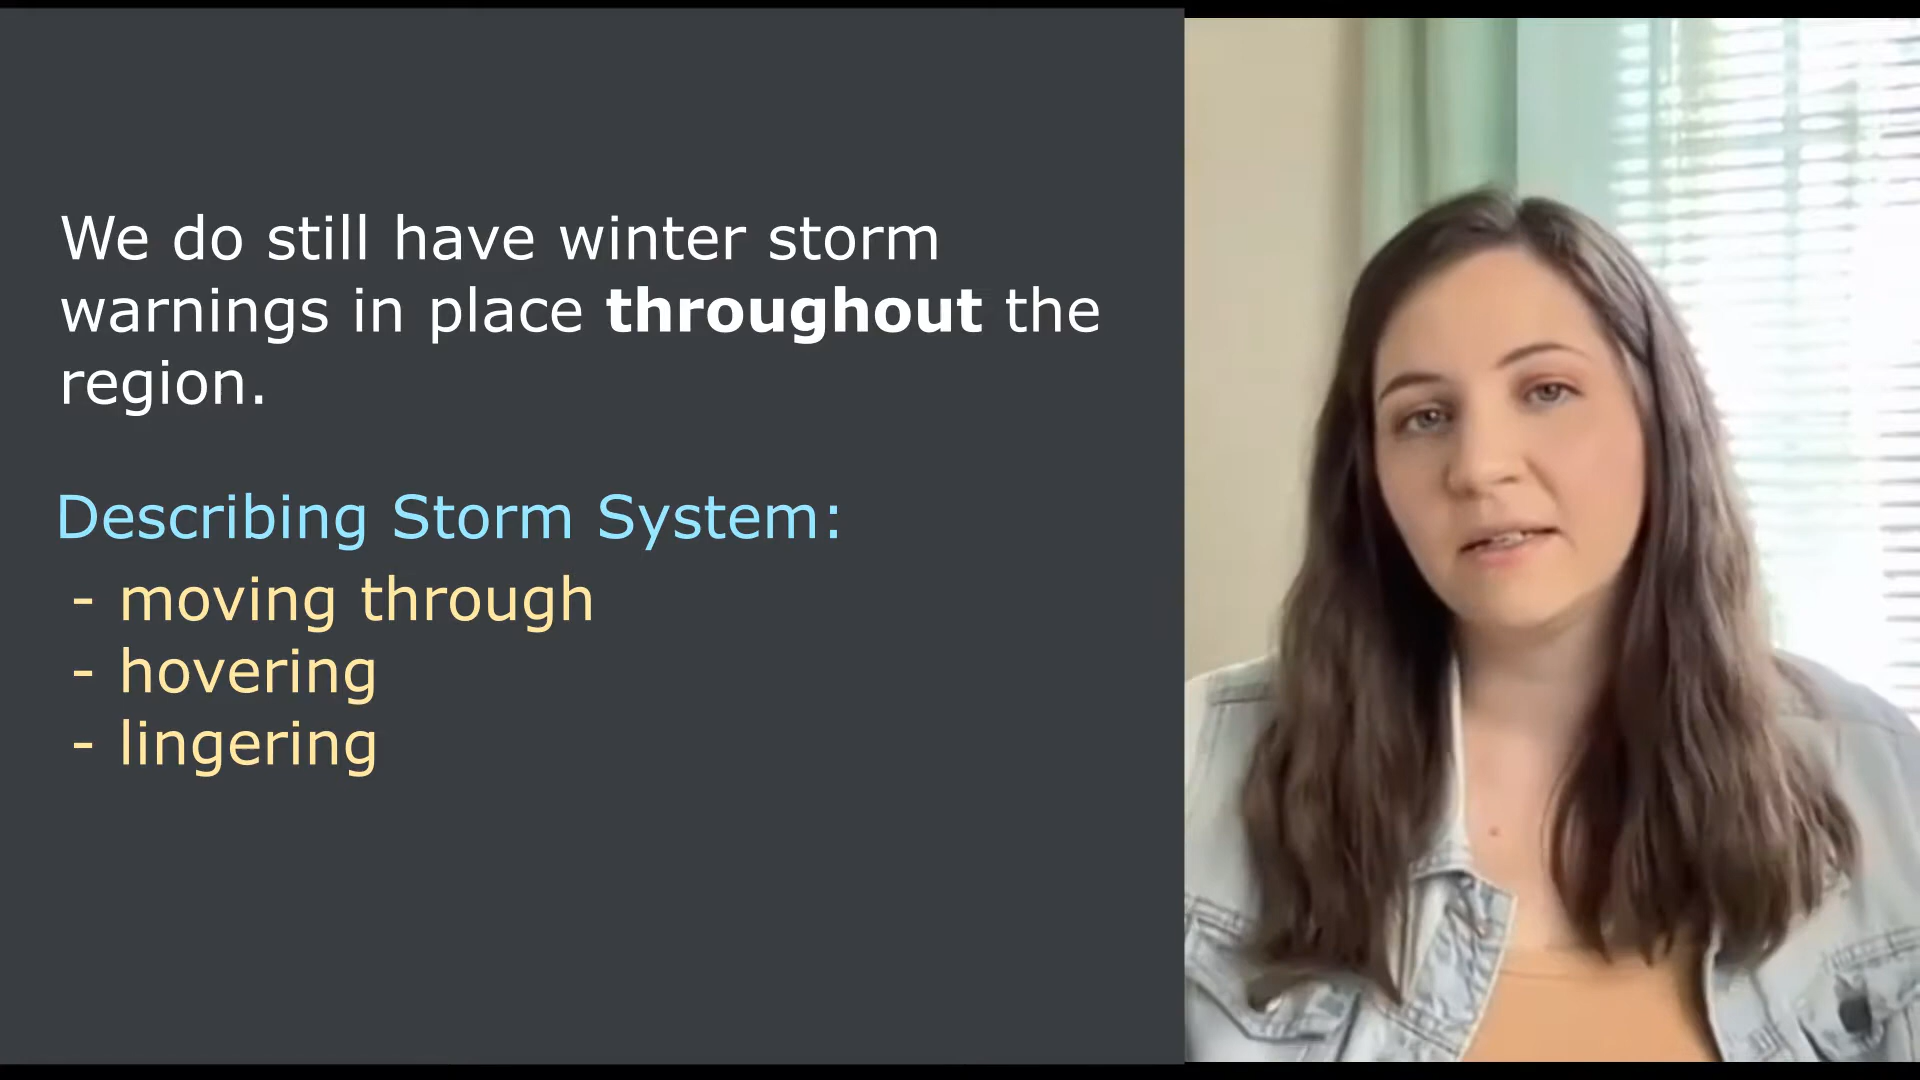 We do still have winter storm
warnings in place throughout the
region.
Describing Storm System:
- moving through
- hovering
- lingering